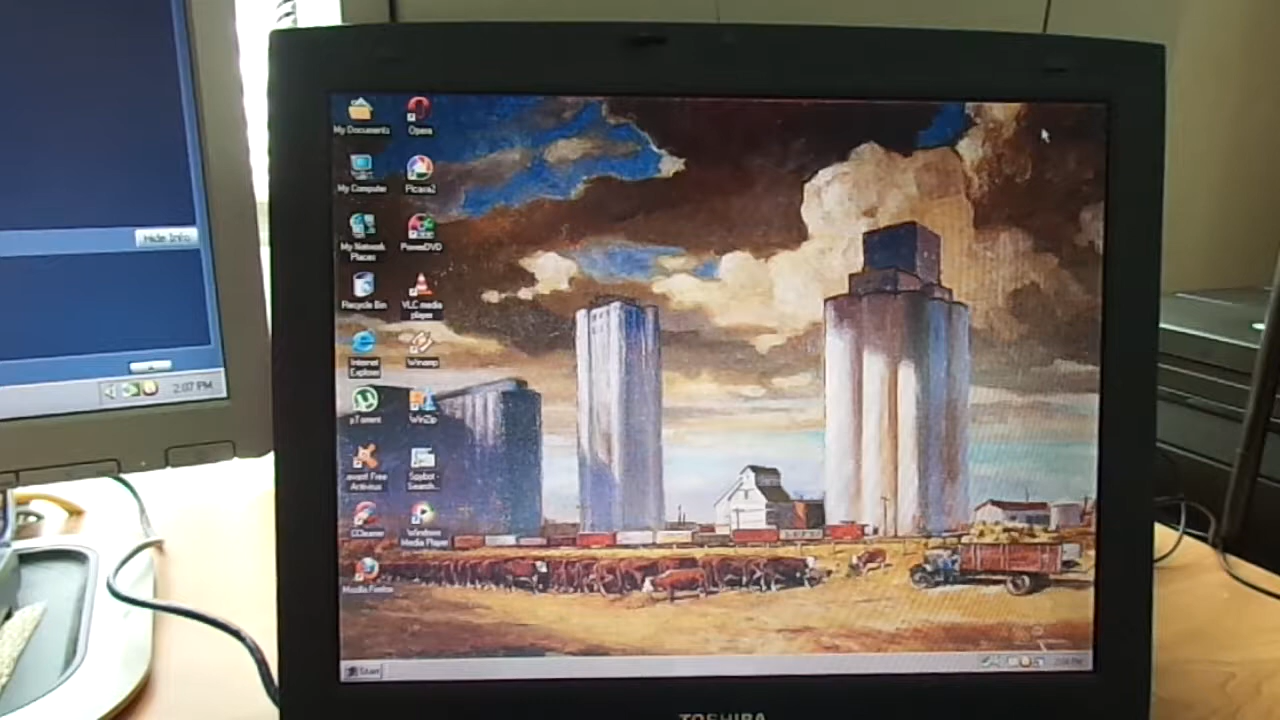 Hide Info
2:07 PM
My Documents
Opera
My Computer
Picasa2
My Network
Places
PowerDVD
Recycle Bin
VLC media
player
Internet
Explorer
Winamp
µTorrent
WinZip
avast! Free
Antivirus
Spybot -
Search...
CCleaner
Windows
Media Player
Mozilla Firefox
Start
TOSHIBA